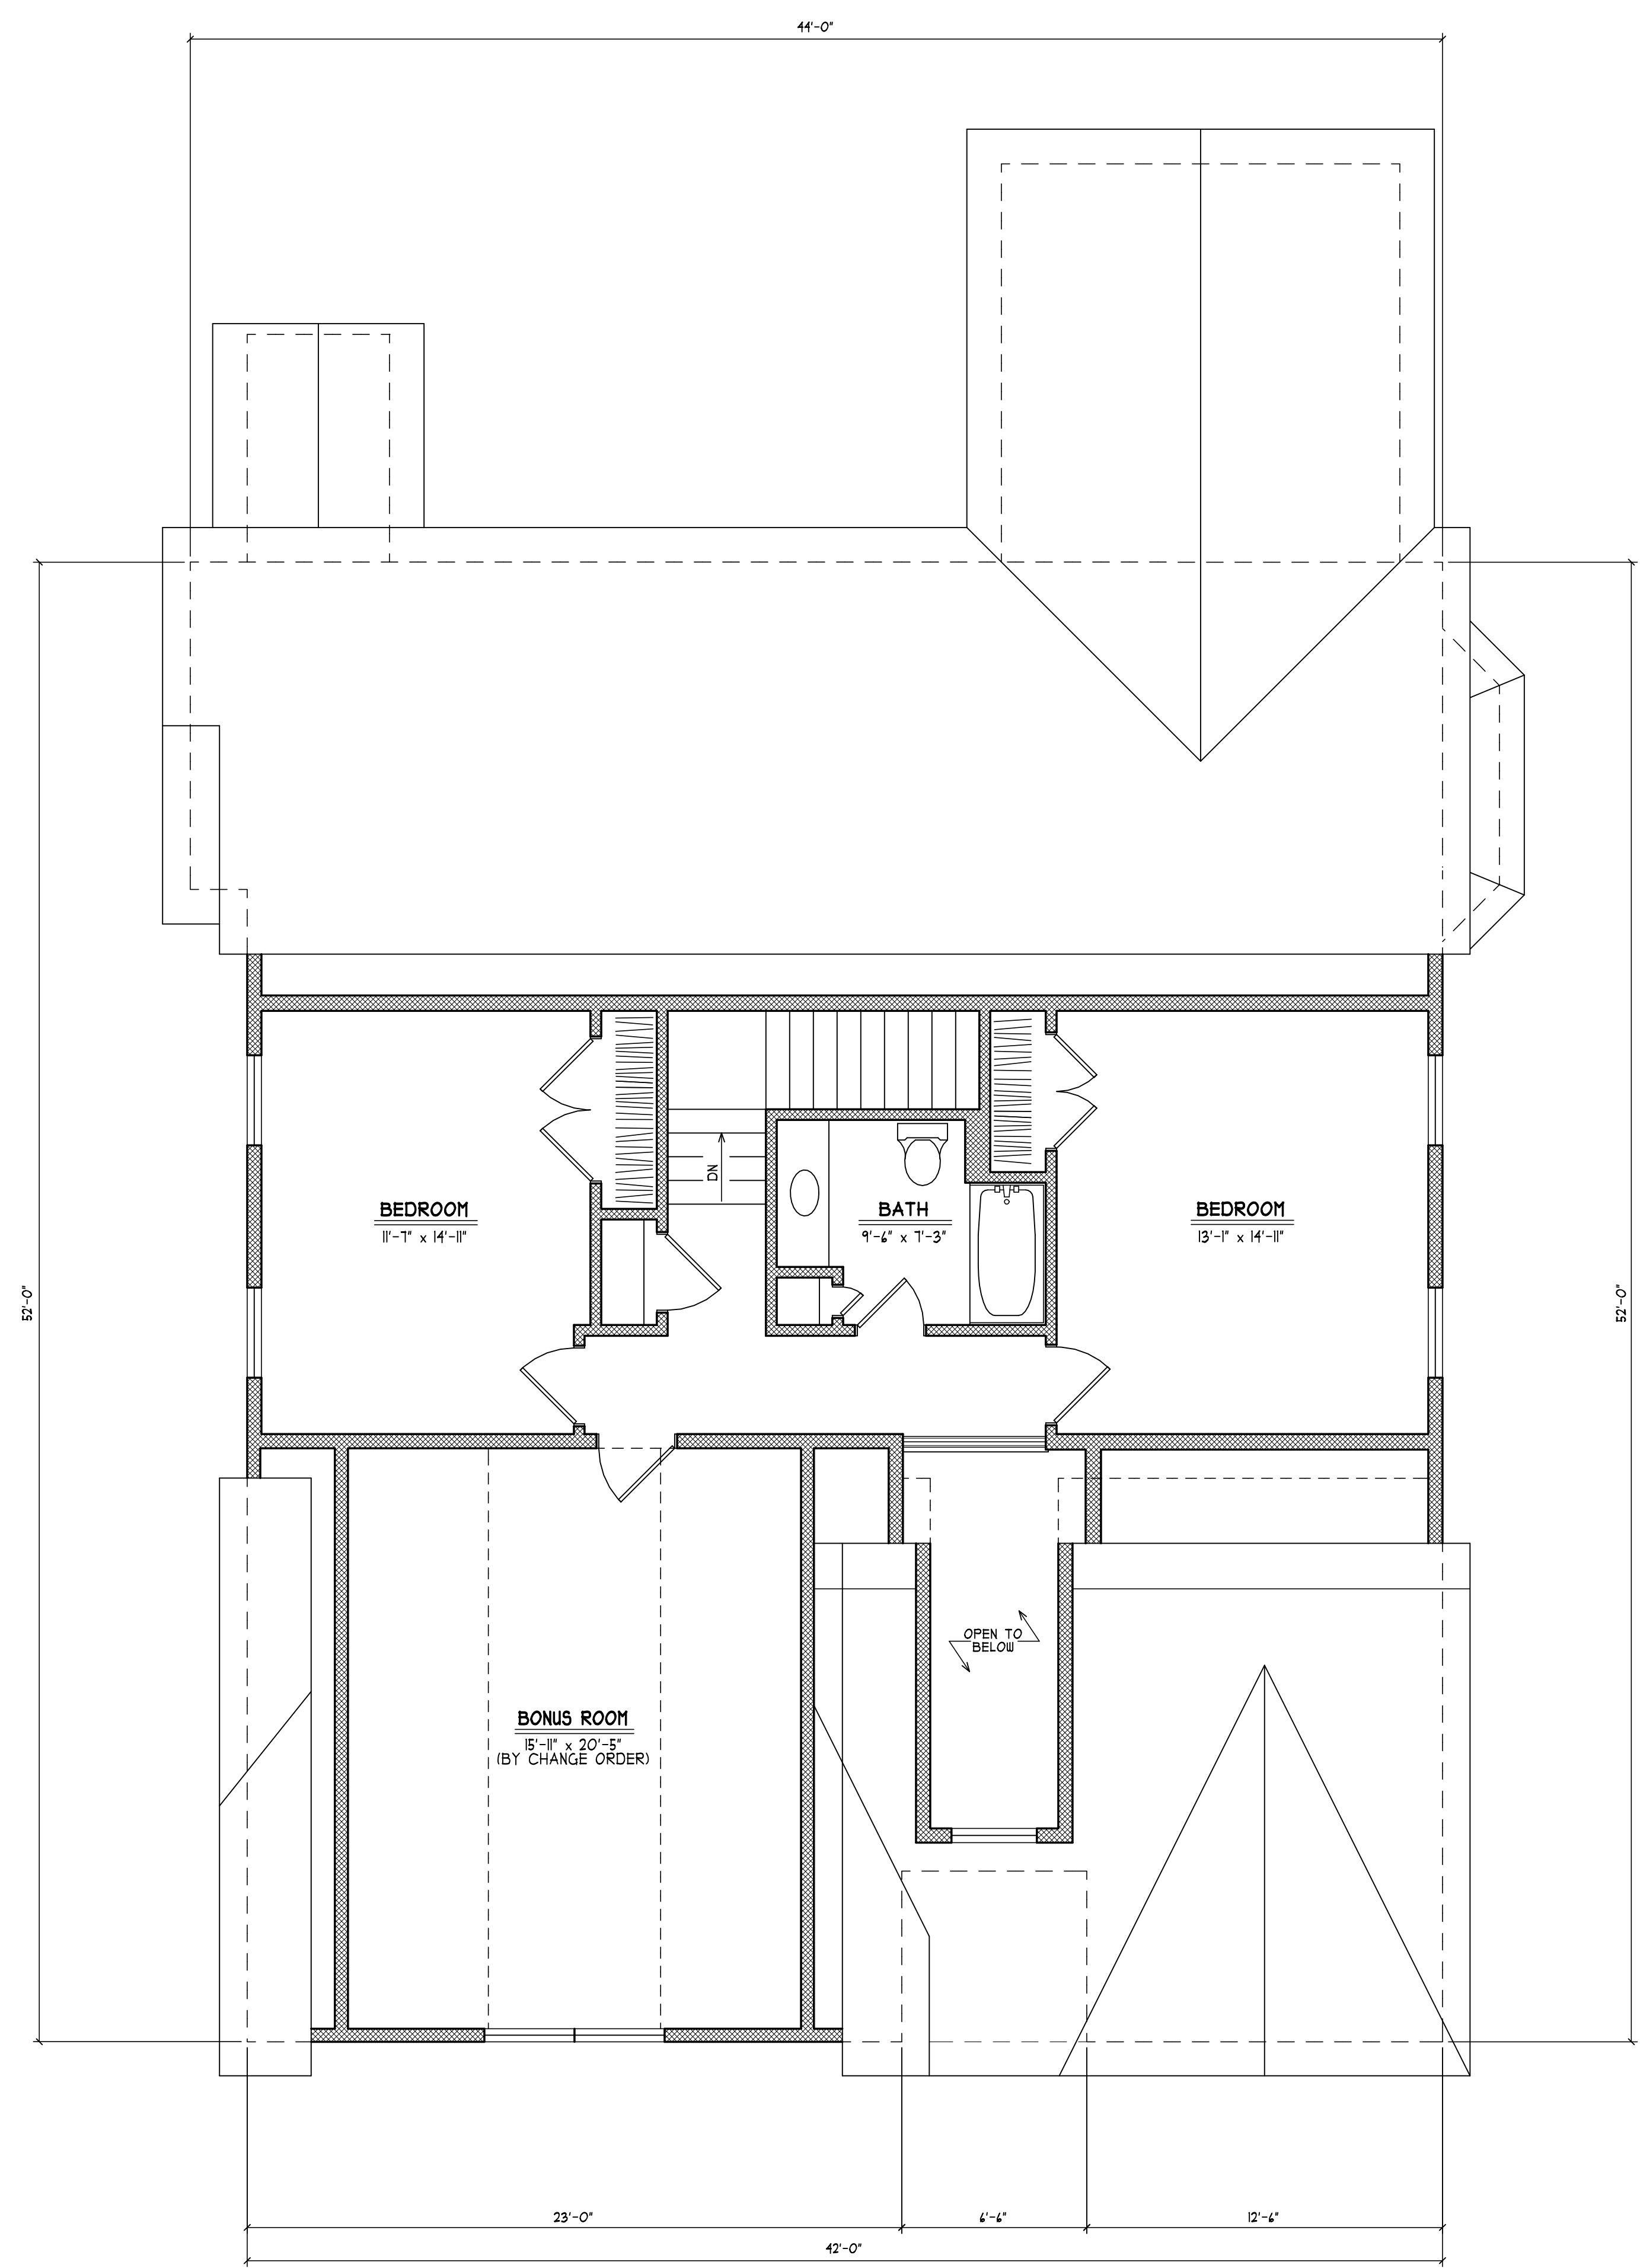 44'-0"
DN
BEDROOM
11'-7" x 14'-11"
BATH
9'-6" x 7'-3"
BEDROOM
13'-1" x 14'-11"
52'-0"
52'-0"
OPEN TO
BELOW
BONUS ROOM
15'-11" x 20'-5"
(BY CHANGE ORDER)
23'-0"
6'-6"
12'-6"
42'-0"